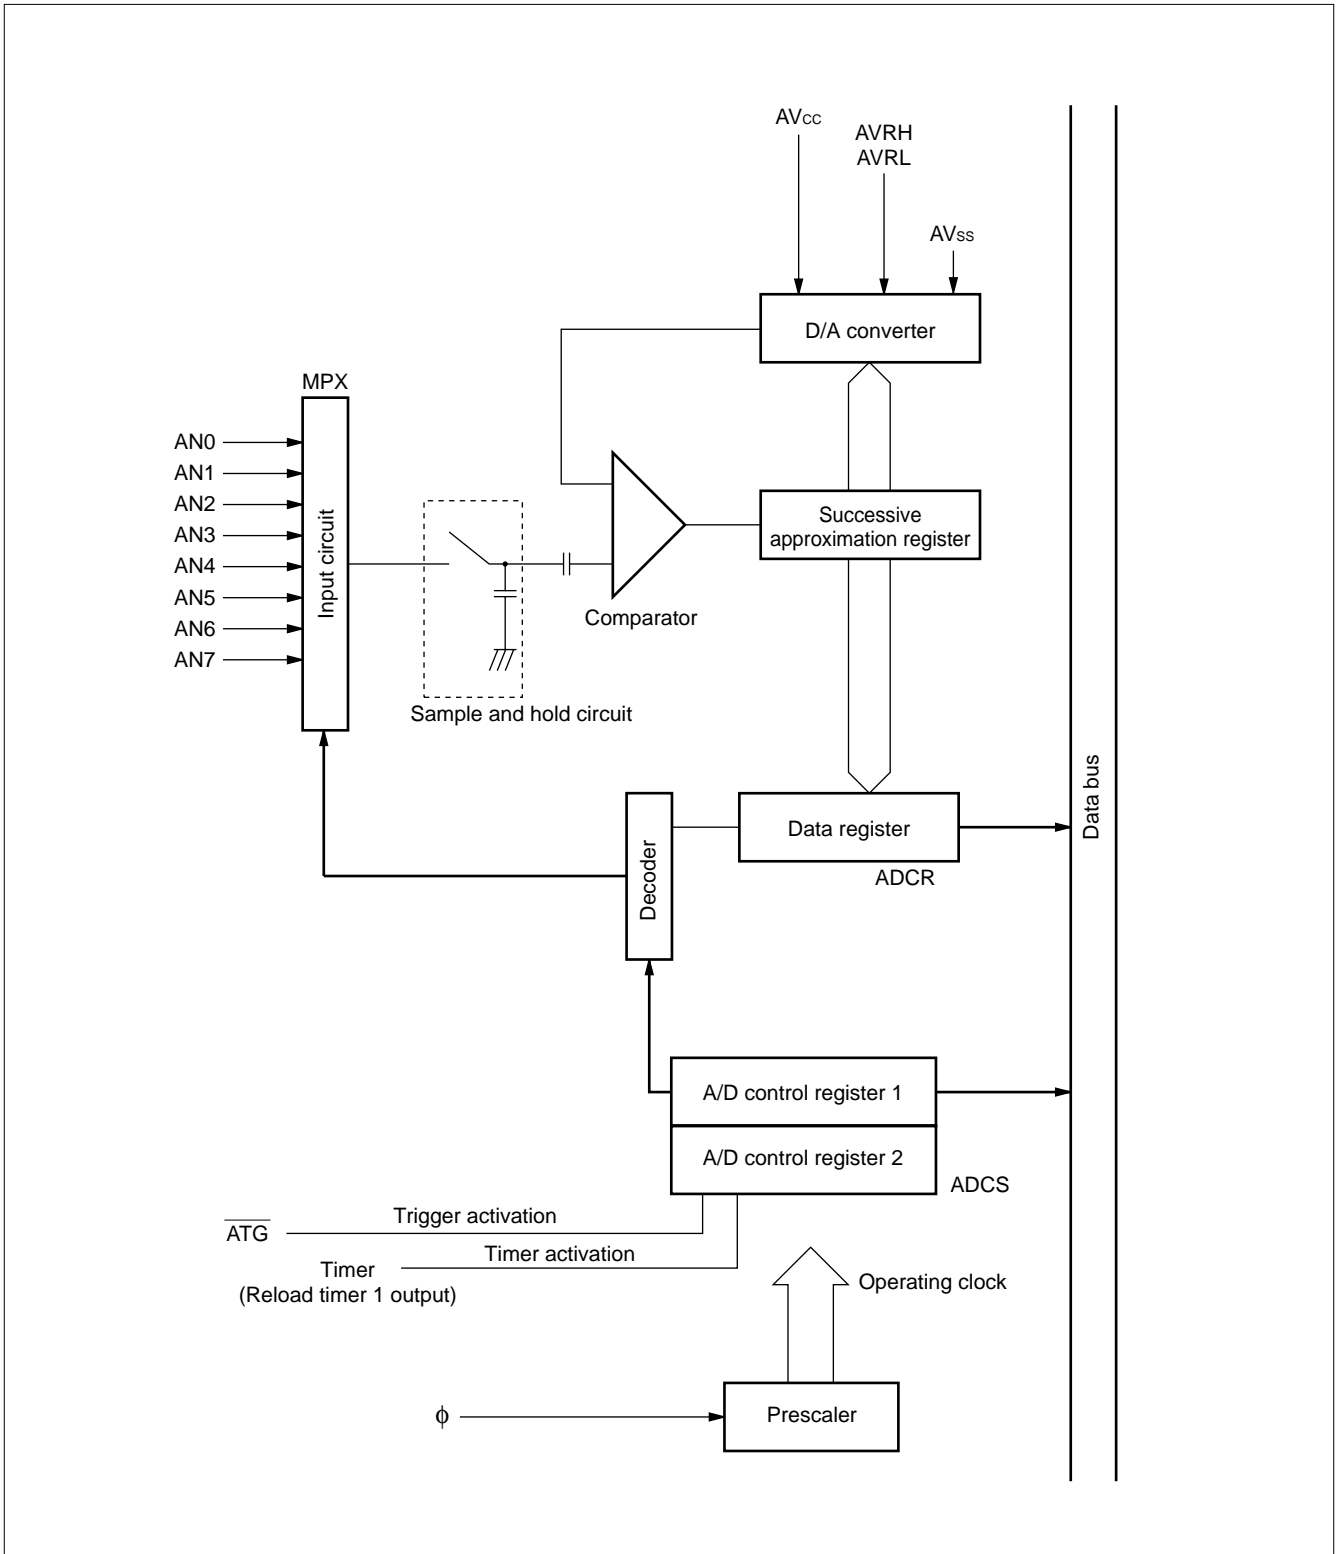 AVCC
AVRH
AVRL
AVSS
D/A converter
MPX
AN0
AN1
AN2
AN3
AN4
AN5
AN6
AN7
Input circuit
Successive
approximation register
Comparator
Sample and hold circuit
Data bus
Decoder
Data register
ADCR
A/D control register 1
A/D control register 2
ADCS
ATG
Trigger activation
Timer activation
Timer
(Reload timer 1 output)
Operating clock
ϕ
Prescaler